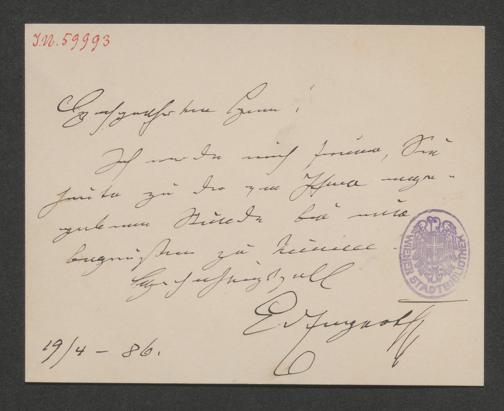 I.N. 59993
Hochgeehrter Herr!
Ich werde mich freuen, Sie
heute zu der von Ihnen ange-
gebenen Stunde bei mir
begrüßen zu können
Hochachtungsvoll
19/4 – 86.
WIENER STADTBIBLIOTHEK